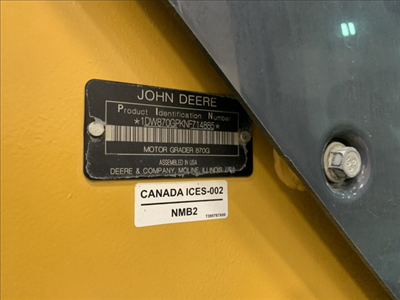 JOHN DEERE
Product Identification Number
*1DW870GPKNF714885*
MOTOR GRADER 870G
ASSEMBLED IN USA
DEERE & COMPANY, MOLINE, ILLINOIS, USA
CANADA ICES-002
NMB2